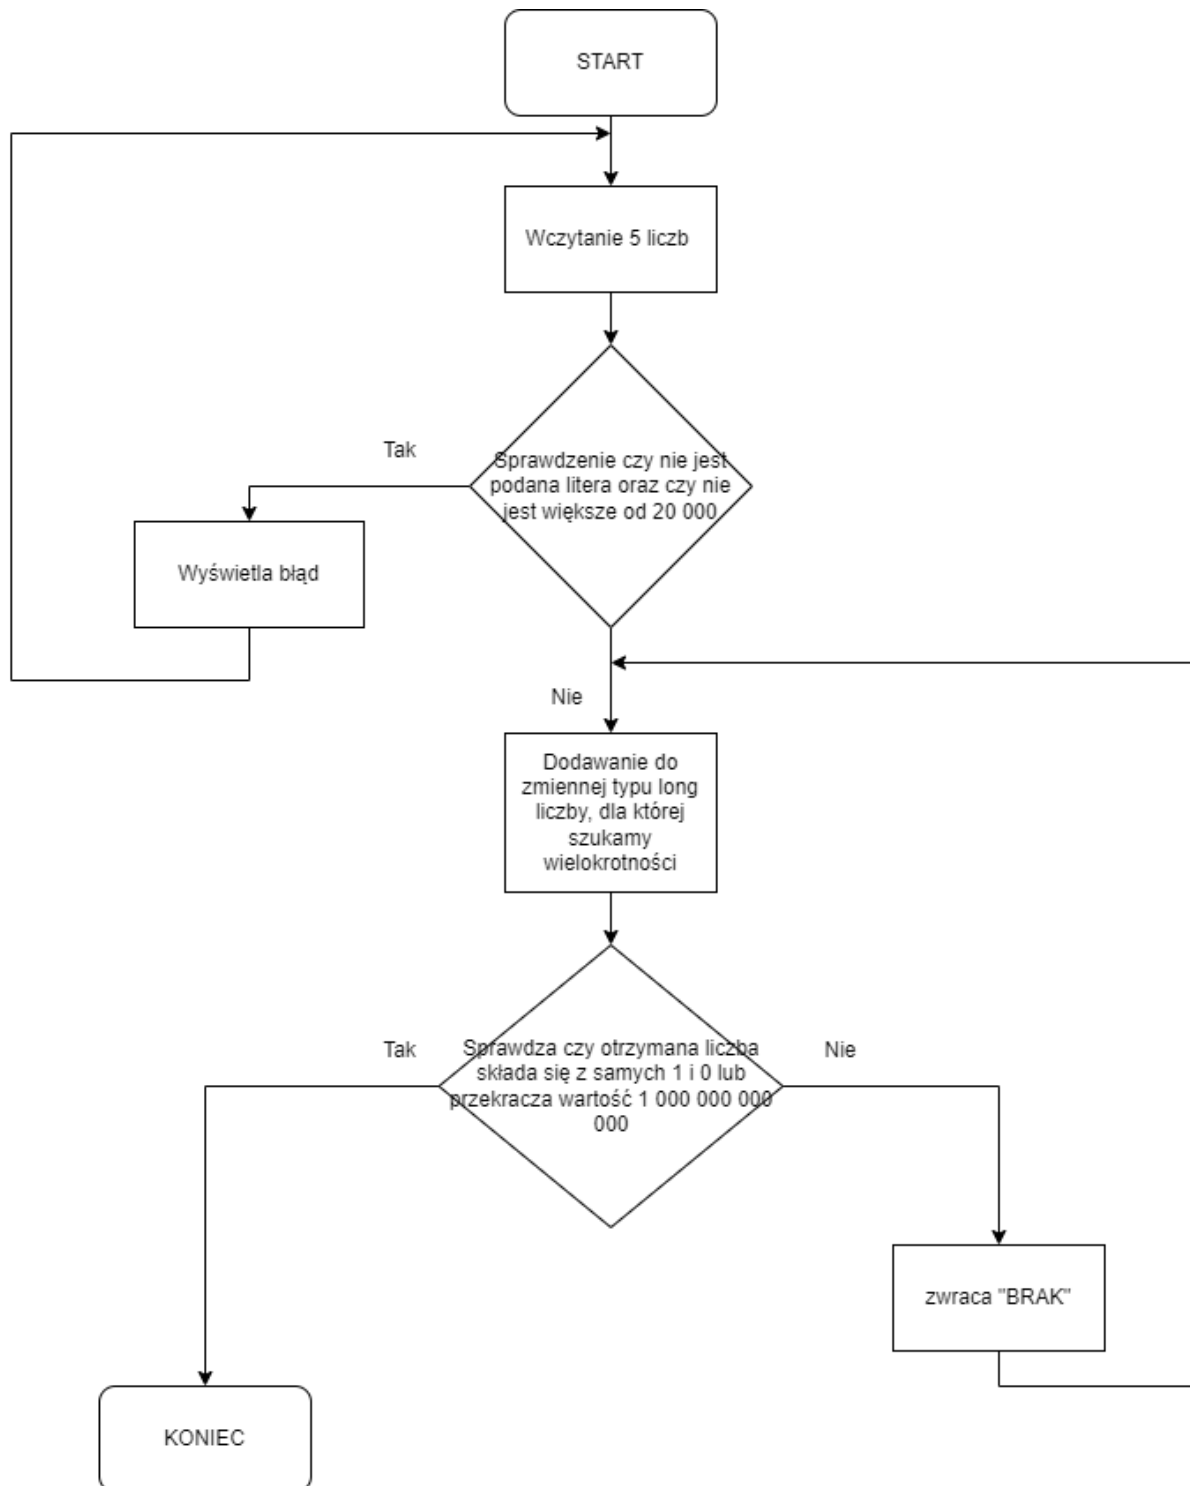 START
Wczytanie 5 liczb
Tak
Sprawdzenie czy nie jest
podana litera oraz czy nie
jest większe od 20 000
Wyświetla błąd
Nie
Dodawanie do
zmiennej typu long
liczby, dla której
szukamy
wielokrotności
Tak
Sprawdza czy otrzymana liczba
składa się z samych 1 i 0 lub
przekracza wartość 1 000 000 000
000
Nie
zwraca "BRAK"
KONIEC